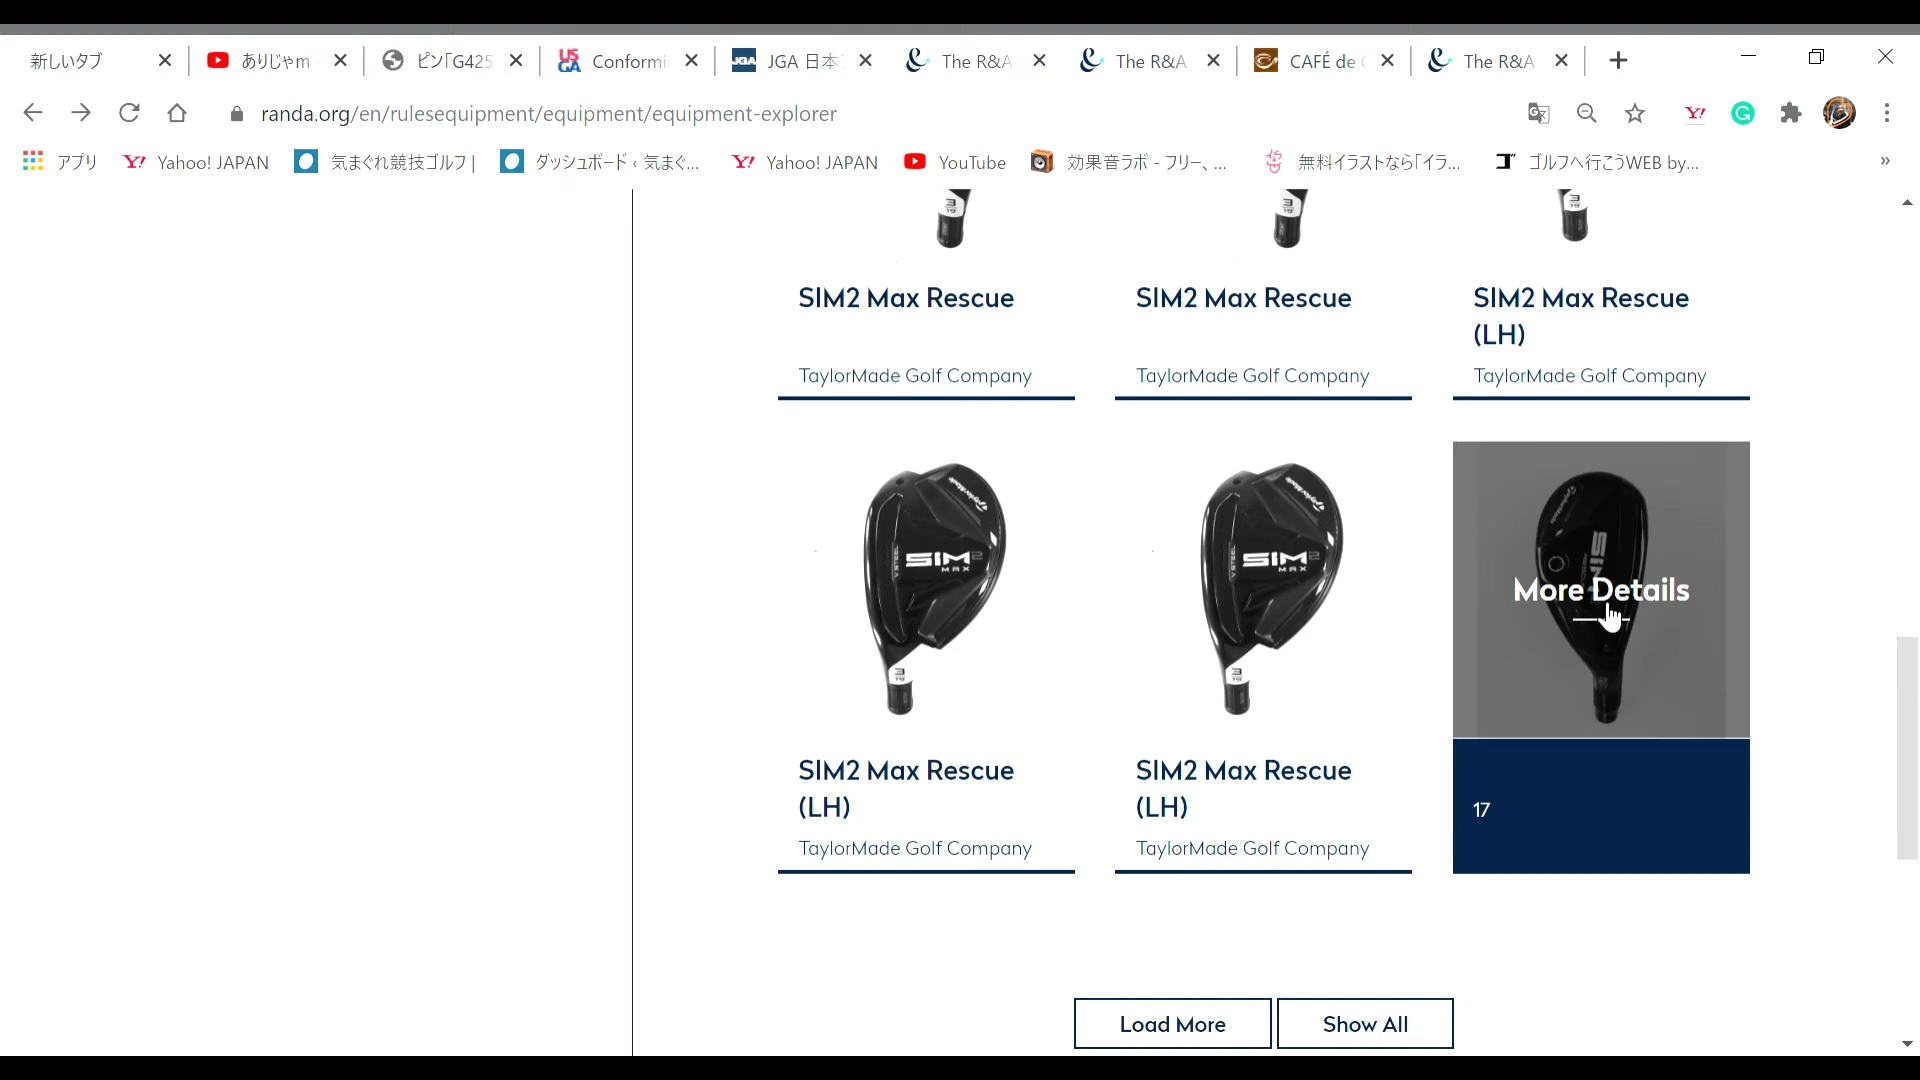 新しいタブ
ありじゃm
ピン「G425
Conformi
JGA 日本
The R&A
The R&A
CAFÉ de
The R&A
randa.org/en/rulesequipment/equipment/equipment-explorer
アプリ
Yahoo! JAPAN
気まぐれ競技ゴルフ |
ダッシュボード ‹ 気まぐ...
Yahoo! JAPAN
YouTube
効果音ラボ - フリー、...
無料イラストなら「イラ...
ゴルフへ行こうWEB by...
SIM2 Max Rescue
TaylorMade Golf Company
SIM2 Max Rescue
TaylorMade Golf Company
SIM2 Max Rescue
(LH)
TaylorMade Golf Company
SIM2
MAX
SIM2 Max Rescue
(LH)
TaylorMade Golf Company
SIM2
MAX
SIM2 Max Rescue
(LH)
TaylorMade Golf Company
More Details
17
Load More
Show All